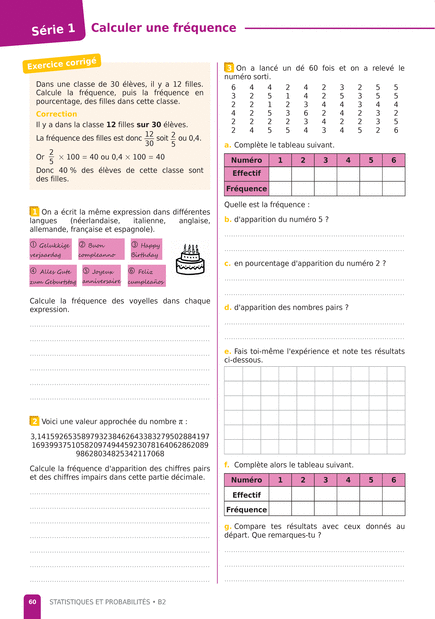 Série 1
Calculer une fréquence
Exercice corrigé
Dans une classe de 30 élèves, il y a 12 filles.
Calcule la fréquence, puis la fréquence en
pourcentage, des filles dans cette classe.
Correction
Il y a dans la classe 12 filles sur 30 élèves.
La fréquence des filles est donc 12/30 soit 2/5 ou 0,4.
Or 2/5 × 100 = 40 ou 0,4 × 100 = 40
Donc 40 % des élèves de cette classe sont
des filles.
1 On a écrit la même expression dans différentes
langues (néerlandaise, italienne, anglaise,
allemande, française et espagnole).
① Gelukkige verjaardag
② Buon compleanno
③ Happy Birthday
④ Alles Gute zum Geburtstag
⑤ Joyeux anniversaire
⑥ Feliz cumpleaños
Calcule la fréquence des voyelles dans chaque
expression.
2 Voici une valeur approchée du nombre π :
3,1415926535897932384626433832795028841971
69399375105820974944592307816406286208 9
98628034825342117068
Calcule la fréquence d'apparition des chiffres pairs
et des chiffres impairs dans cette partie décimale.
3 On a lancé un dé 60 fois et on a relevé le
numéro sorti.
6 4 4 2 4 2 3 2 5 5
3 2 5 1 4 2 5 3 5 5
2 2 1 2 3 4 4 3 4 4
4 2 5 3 6 2 4 2 3 2
2 2 2 2 3 4 2 2 3 5
2 4 5 5 4 3 4 5 2 6
a. Complète le tableau suivant.
Numéro 1 2 3 4 5 6
Effectif
Fréquence
Quelle est la fréquence :
b. d'apparition du numéro 5 ?
c. en pourcentage d'apparition du numéro 2 ?
d. d'apparition des nombres pairs ?
e. Fais toi-même l'expérience et note tes résultats
ci-dessous.
f. Complète alors le tableau suivant.
Numéro 1 2 3 4 5 6
Effectif
Fréquence
g. Compare tes résultats avec ceux donnés au
départ. Que remarques-tu ?
60 STATISTIQUES ET PROBABILITÉS • B2